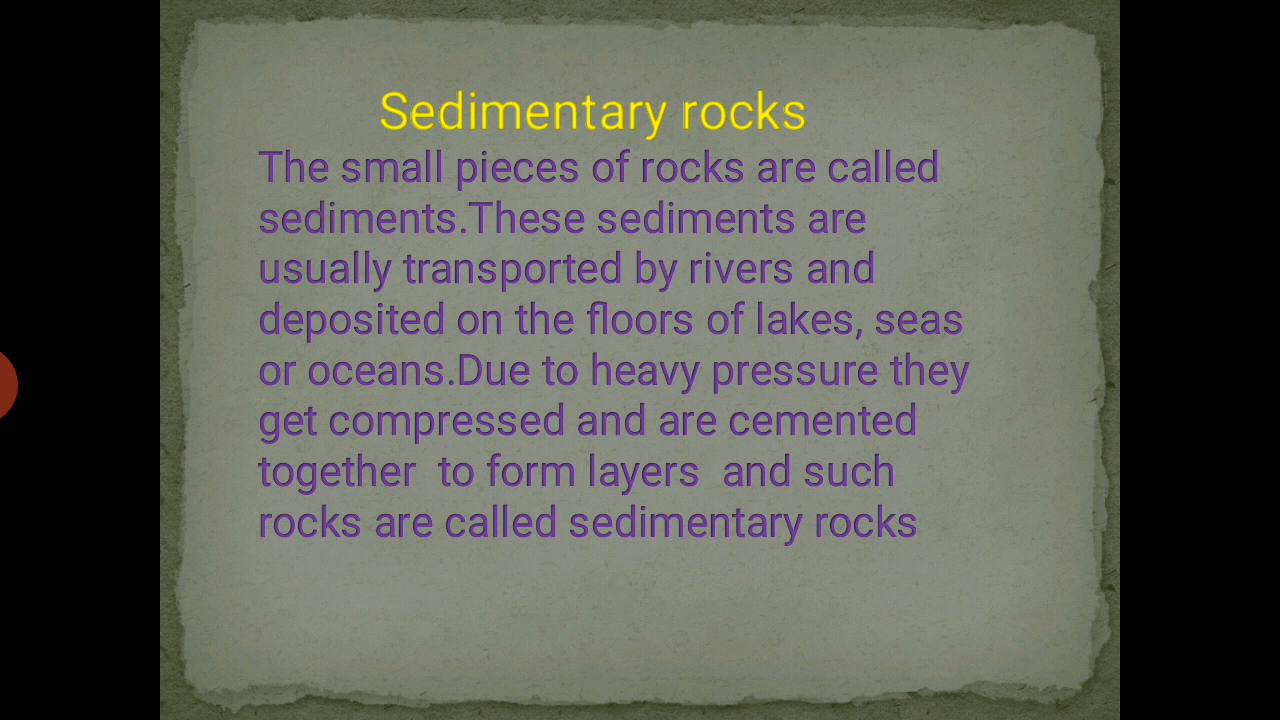 Sedimentary rocks
The small pieces of rocks are called
sediments.These sediments are
usually transported by rivers and
deposited on the floors of lakes, seas
or oceans.Due to heavy pressure they
get compressed and are cemented
together  to form layers  and such
rocks are called sedimentary rocks